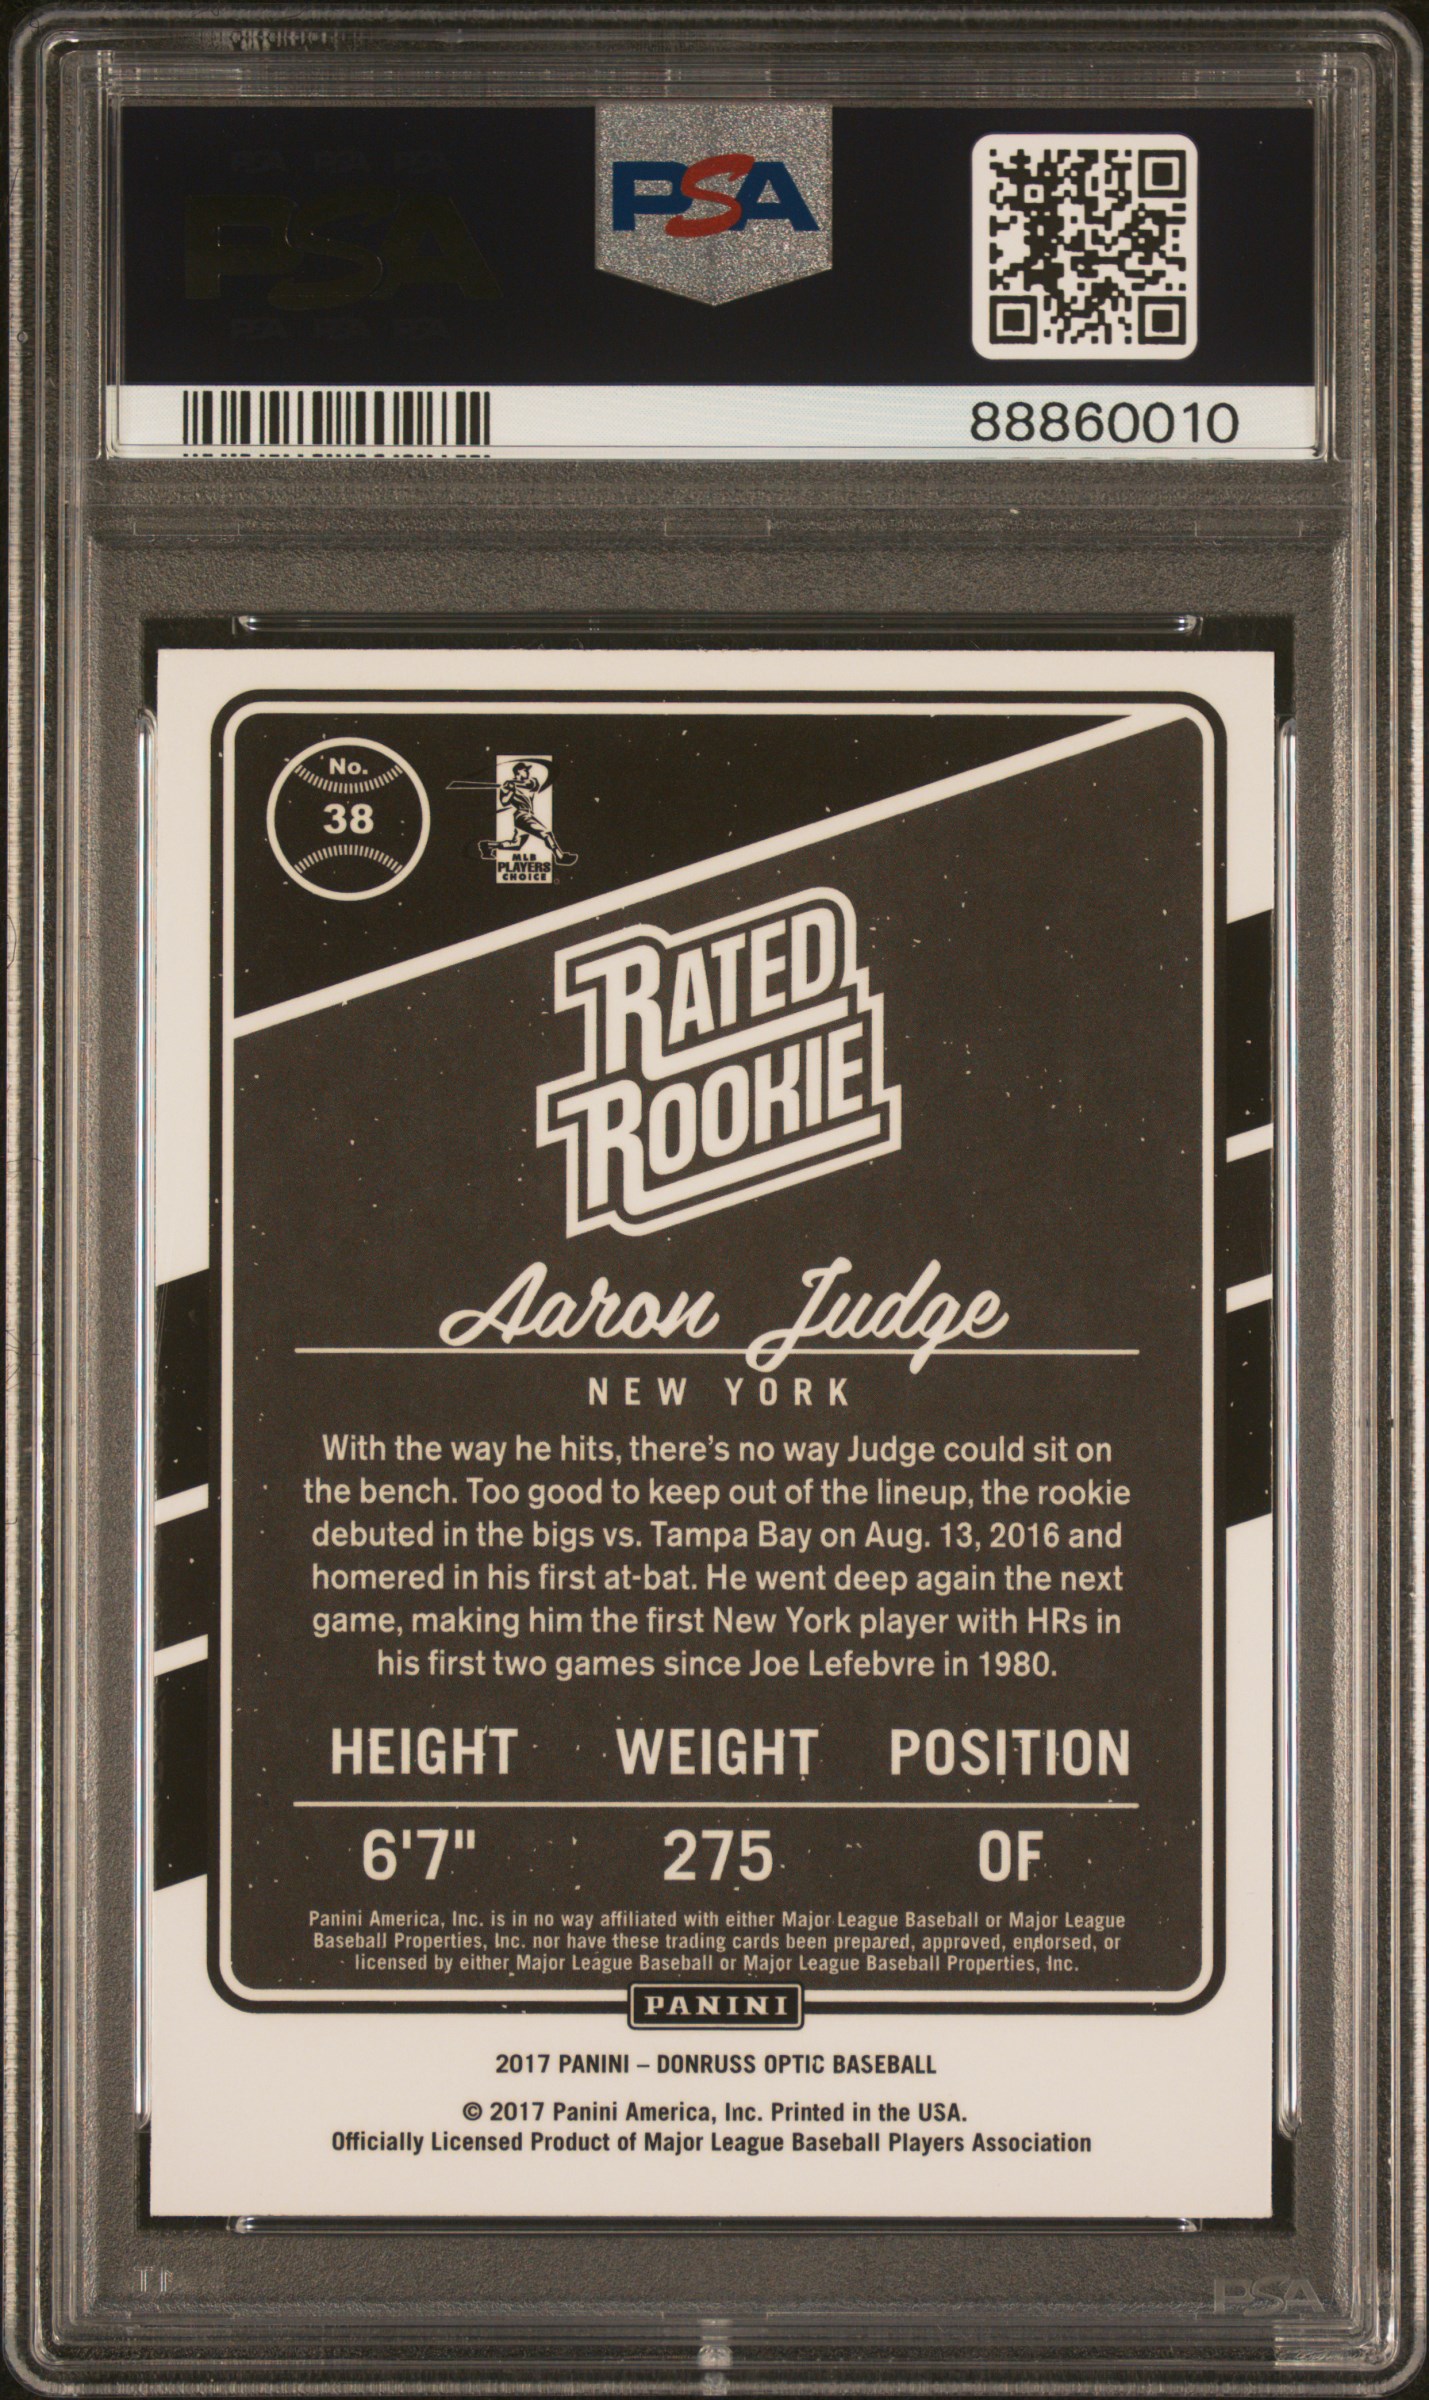 PSA PSA PSA
PSA
PSA PSA PSA
PSA
88860010
No.
38
MLB
PLAYERS
CHOICE
RATED
ROOKIE
Aaron Judge
NEW YORK
With the way he hits, there's no way Judge could sit on
the bench. Too good to keep out of the lineup, the rookie
debuted in the bigs vs. Tampa Bay on Aug. 13, 2016 and
homered in his first at-bat. He went deep again the next
game, making him the first New York player with HRs in
his first two games since Joe Lefebvre in 1980.
HEIGHT WEIGHT POSITION
6'7" 275 OF
Panini America, Inc. is in no way affiliated with either Major League Baseball or Major League
Baseball Properties, Inc. nor have these trading cards been prepared, approved, endorsed, or
licensed by either Major League Baseball or Major League Baseball Properties, Inc.
PANINI
2017 PANINI – DONRUSS OPTIC BASEBALL
© 2017 Panini America, Inc. Printed in the USA.
Officially Licensed Product of Major League Baseball Players Association
PSA